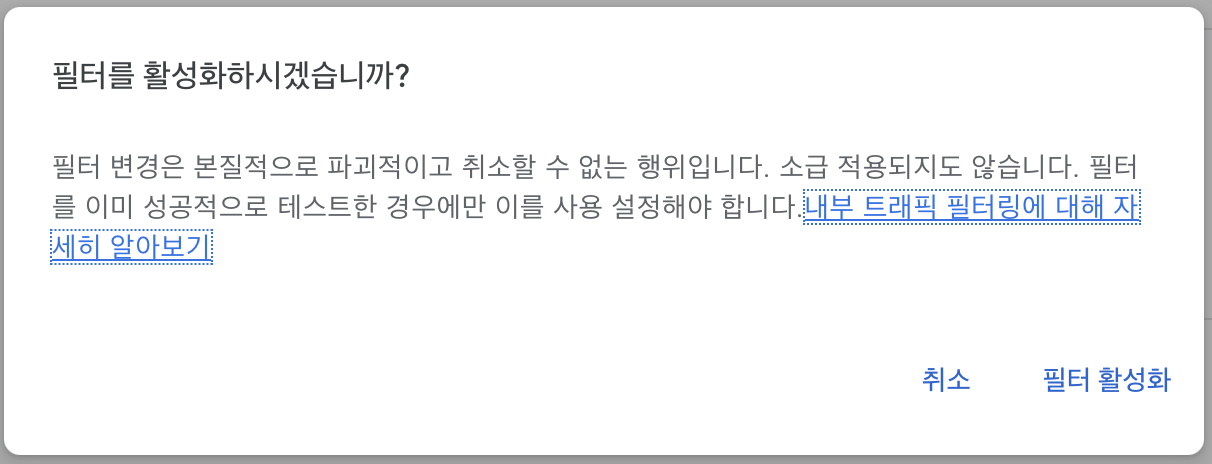 필터를 활성화하시겠습니까?
필터 변경은 본질적으로 파괴적이고 취소할 수 없는 행위입니다. 소급 적용되지도 않습니다. 필터
를 이미 성공적으로 테스트한 경우에만 이를 사용 설정해야 합니다.내부 트래픽 필터링에 대해 자
세히 알아보기
취소 필터 활성화